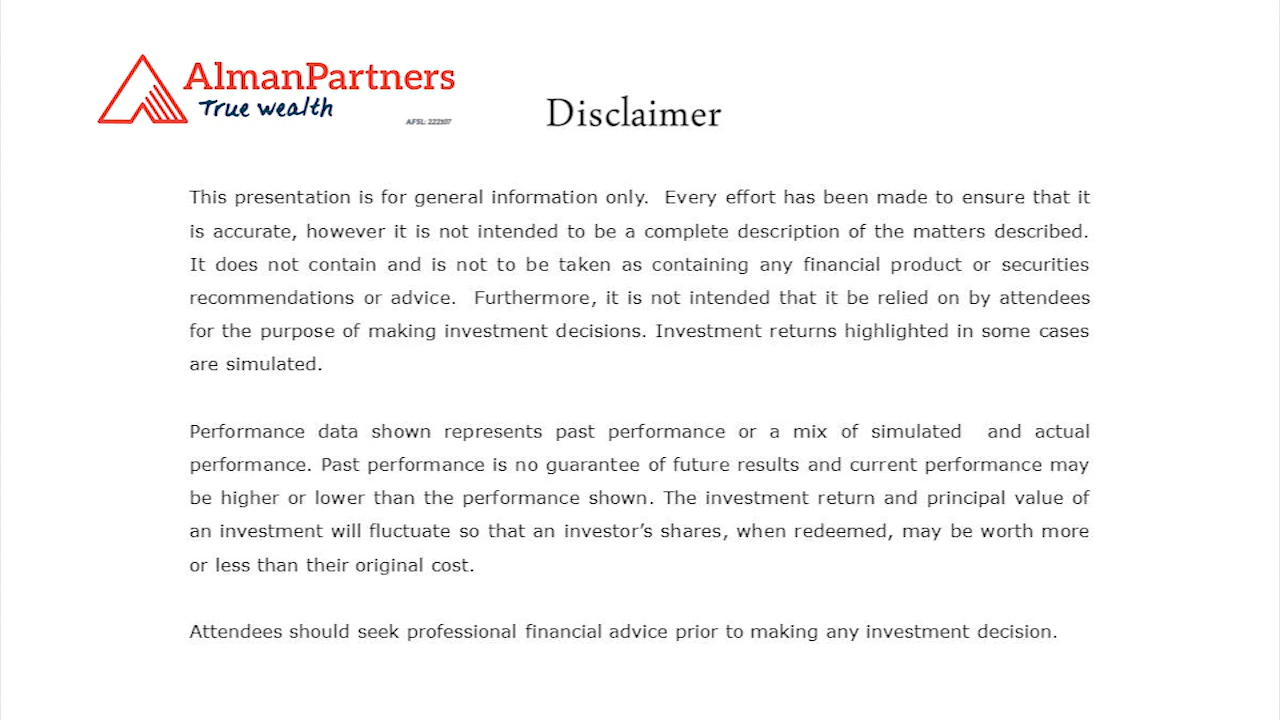 AlmanPartners
True wealth
AFSL: 222107
Disclaimer
This presentation is for general information only. Every effort has been made to ensure that it
is accurate, however it is not intended to be a complete description of the matters described.
It does not contain and is not to be taken as containing any financial product or securities
recommendations or advice. Furthermore, it is not intended that it be relied on by attendees
for the purpose of making investment decisions. Investment returns highlighted in some cases
are simulated.
Performance data shown represents past performance or a mix of simulated and actual
performance. Past performance is no guarantee of future results and current performance may
be higher or lower than the performance shown. The investment return and principal value of
an investment will fluctuate so that an investor’s shares, when redeemed, may be worth more
or less than their original cost.
Attendees should seek professional financial advice prior to making any investment decision.